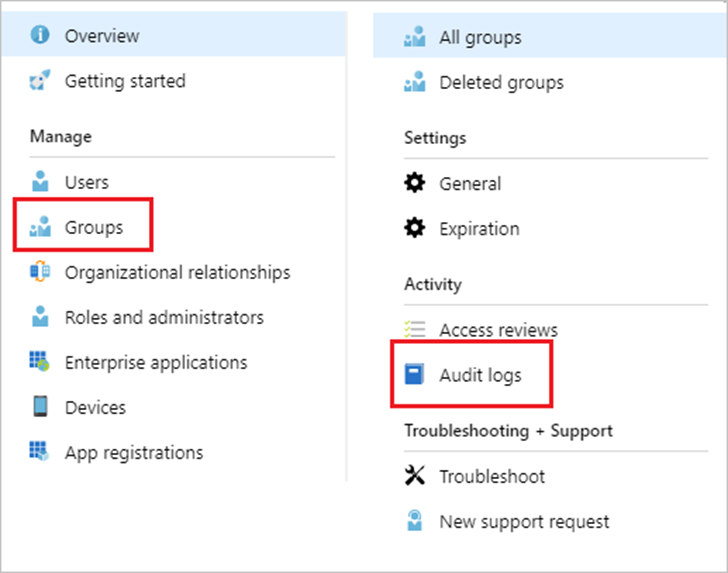 Overview
Getting started
Manage
Users
Groups
Organizational relationships
Roles and administrators
Enterprise applications
Devices
App registrations
All groups
Deleted groups
Settings
General
Expiration
Activity
Access reviews
Audit logs
Troubleshooting + Support
Troubleshoot
New support request